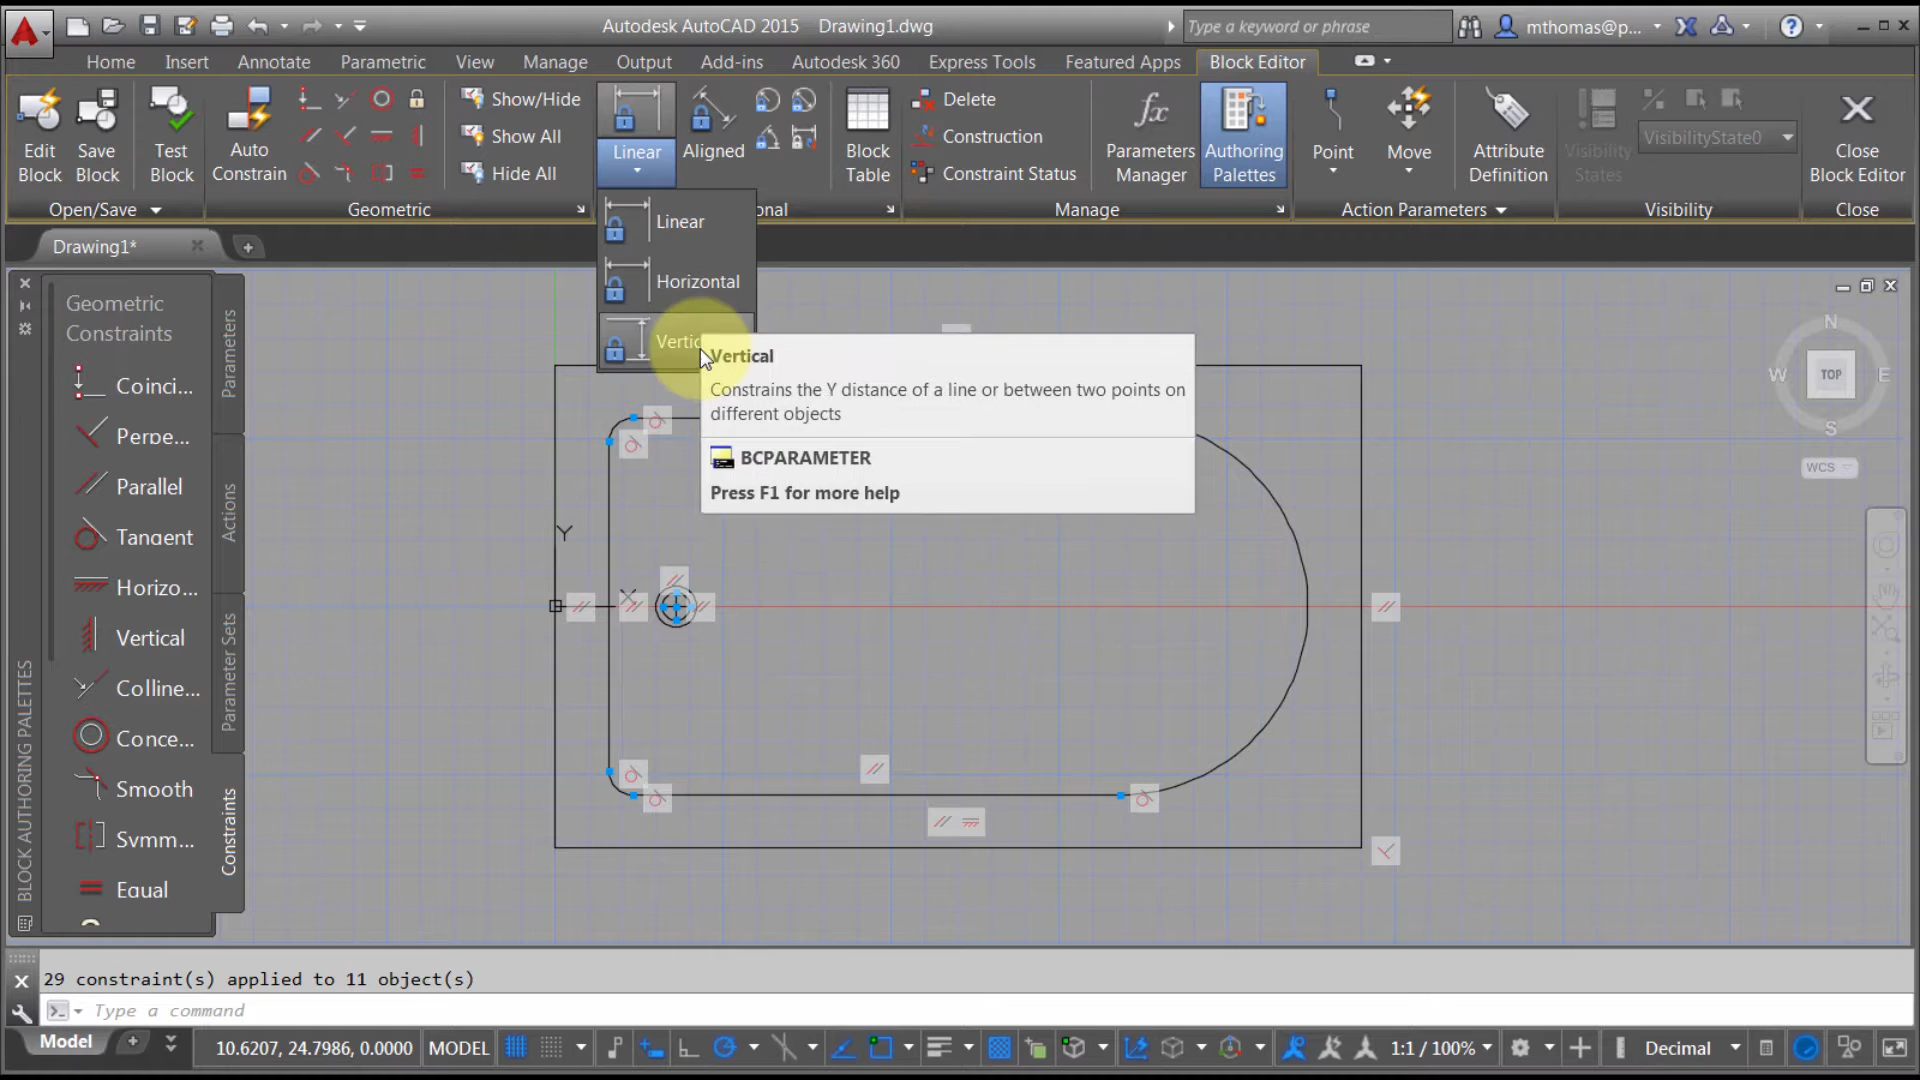 Autodesk AutoCAD 2015 Drawing1.dwg
Type a keyword or phrase
mthomas@p...
Home Insert Annotate Parametric View Manage Output Add-ins Autodesk 360 Express Tools Featured Apps Block Editor
Edit Block
Save Block
Test Block
Auto Constrain
Show/Hide
Show All
Hide All
Linear
Aligned
Block Table
Delete
Construction
Constraint Status
Parameters Manager
Authoring Palettes
Point
Move
Attribute Definition
Visibility States
VisibilityState0
Close Block Editor
Open/Save
Geometric
onal
Manage
Action Parameters
Visibility
Close
Drawing1*
Linear
Horizontal
Vertic
Vertical
Constrains the Y distance of a line or between two points on
different objects
BCPARAMETER
Press F1 for more help
Geometric
Constraints
Coinci...
Perpe...
Parallel
Tangent
Horizo...
Vertical
Colline...
Conce...
Smooth
Symm...
Equal
Parameters
Actions
Parameter Sets
Constraints
BLOCK AUTHORING PALETTES
Y
X
N
W TOP E
S
WCS
29 constraint(s) applied to 11 object(s)
Type a command
Model
10.6207, 24.7986, 0.0000 MODEL
1:1 / 100%
Decimal